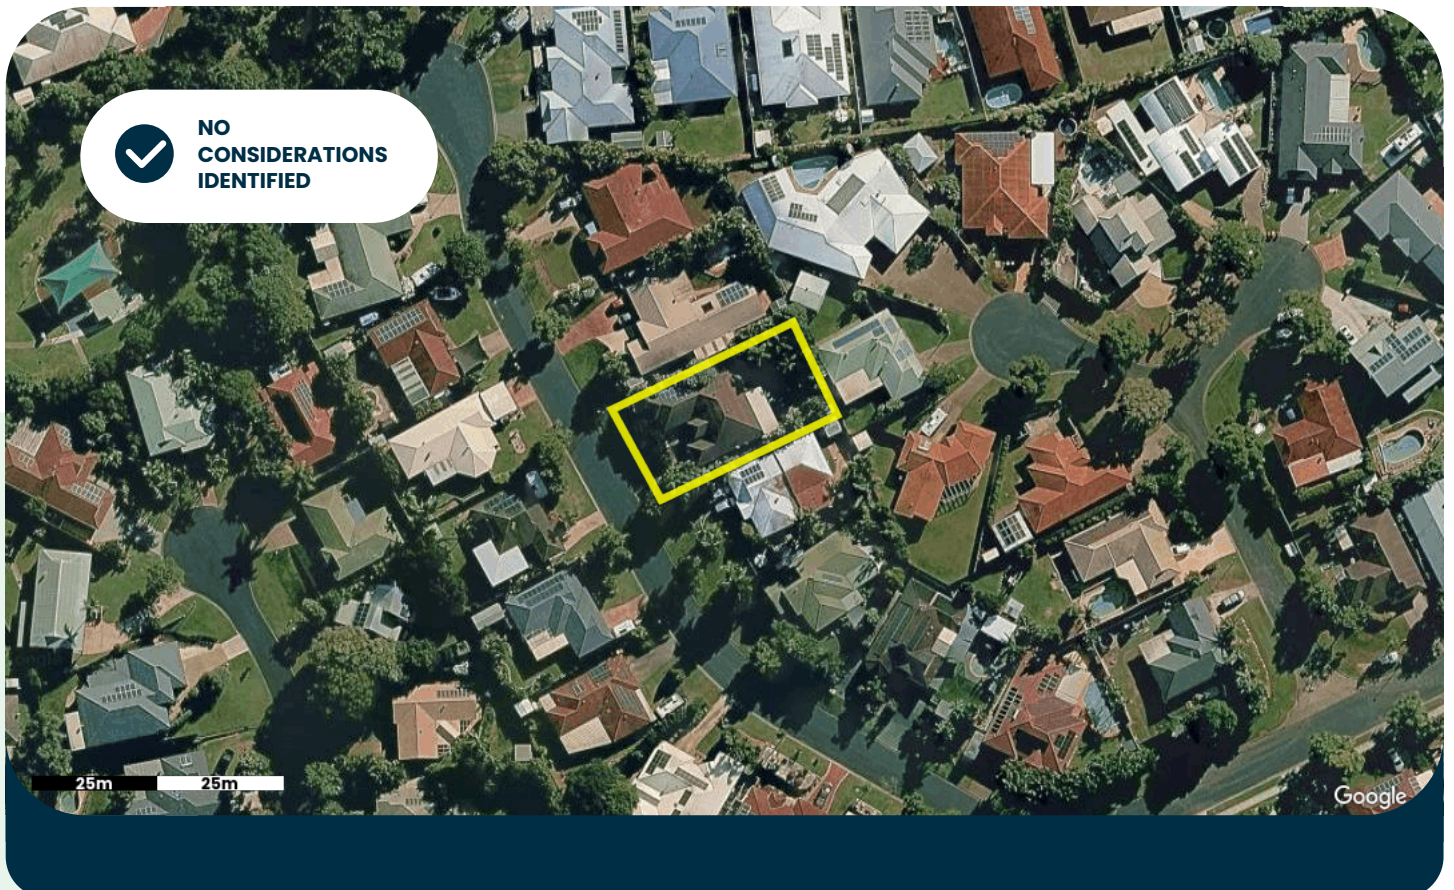 NO
CONSIDERATIONS
IDENTIFIED
25m 25m
Google